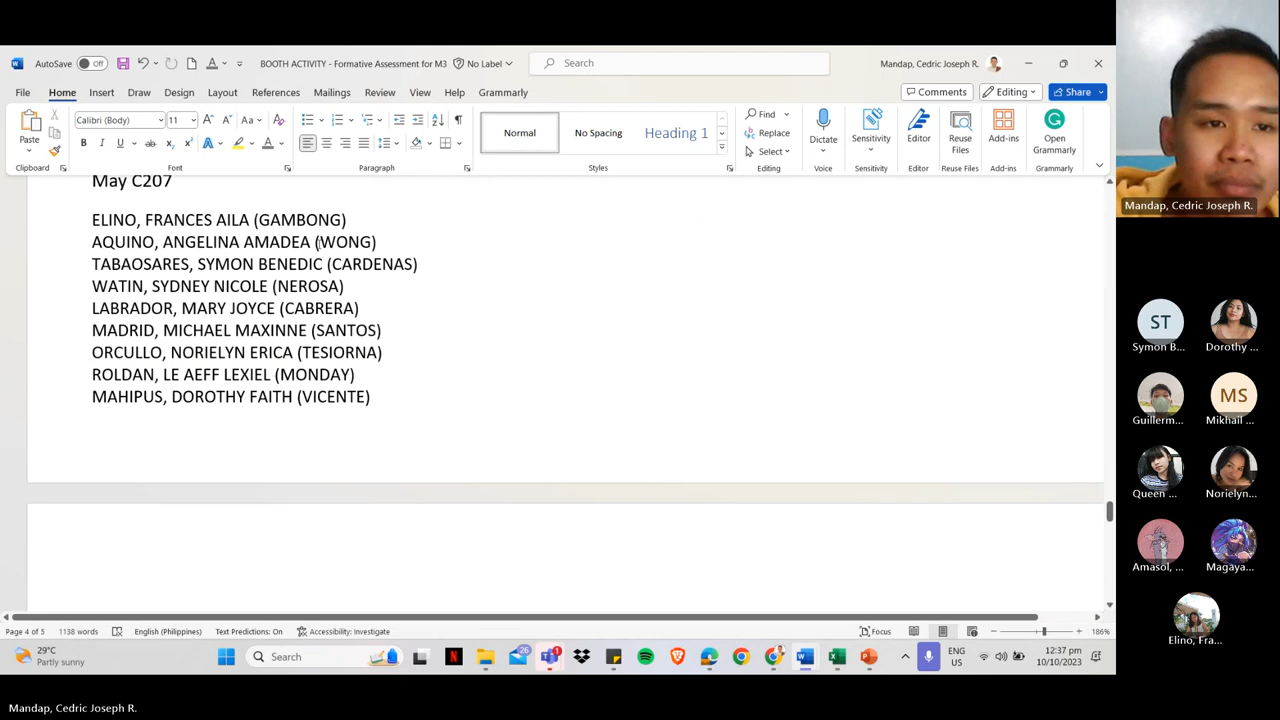 AutoSave Off
BOOTH ACTIVITY - Formative Assessment for M3
No Label
Search
Mandap, Cedric Joseph R.
File Home Insert Draw Design Layout References Mailings Review View Help Grammarly
Comments Editing Share
Paste
Calibri (Body) 11
Normal No Spacing Heading 1
Find
Replace
Select
Dictate Sensitivity Editor Reuse Files Add-ins Open Grammarly
Clipboard Font Paragraph Styles Voice Sensitivity Editor Reuse Files Add-ins Grammarly
May C207
ELINO, FRANCES AILA (GAMBONG)
AQUINO, ANGELINA AMADEA (WONG)
TABAOSARES, SYMON BENEDIC (CARDENAS)
WATIN, SYDNEY NICOLE (NEROSA)
LABRADOR, MARY JOYCE (CABRERA)
MADRID, MICHAEL MAXINNE (SANTOS)
ORCULLO, NORIELYN ERICA (TESIORNA)
ROLDAN, LE AEFF LEXIEL (MONDAY)
MAHIPUS, DOROTHY FAITH (VICENTE)
Page 4 of 5 1138 words English (Philippines) Text Predictions: On Accessibility: Investigate
Focus
186%
29°C
Partly sunny
Search
26
1
ENG
US
12:37 pm
10/10/2023
Mandap, Cedric Joseph R.
ST
Symon B... Dorothy ...
MS
Guillerm... Mikhail ...
Queen ... Norielyn...
Amasol, ... Magaya...
Elino, Fra...
Mandap, Cedric Joseph R.